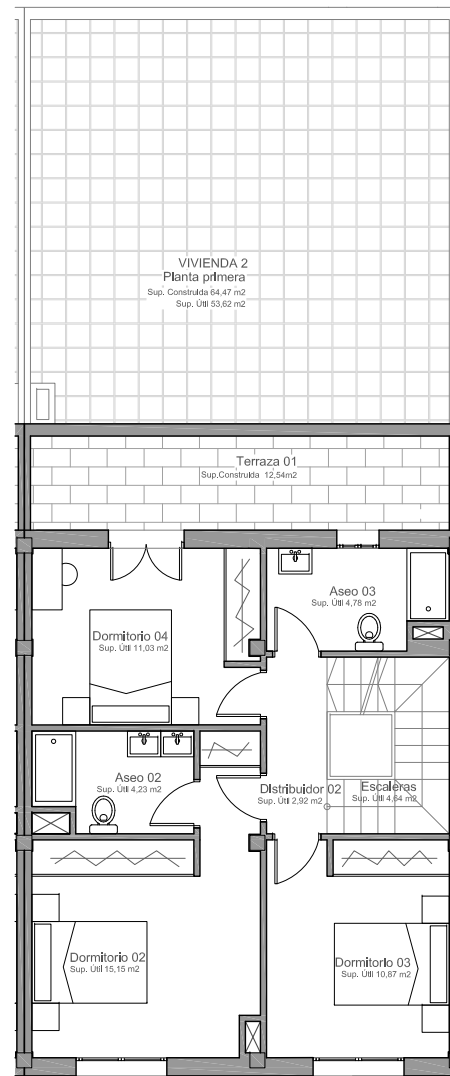 VIVIENDA 2
Planta primera
Sup. Construida 64,47 m2
Sup. Útil 53,62 m2
Terraza 01
Sup.Construida 12,54m2
Aseo 03
Sup. Útil 4,78 m2
Dormitorio 04
Sup. Útil 11,03 m2
Aseo 02
Sup. Útil 4,23 m2
Distribuidor 02
Sup. Útil 2,92 m2
Escaleras
Sup. Útil 4,64 m2
Dormitorio 02
Sup. Útil 15,15 m2
Dormitorio 03
Sup. Útil 10,87 m2